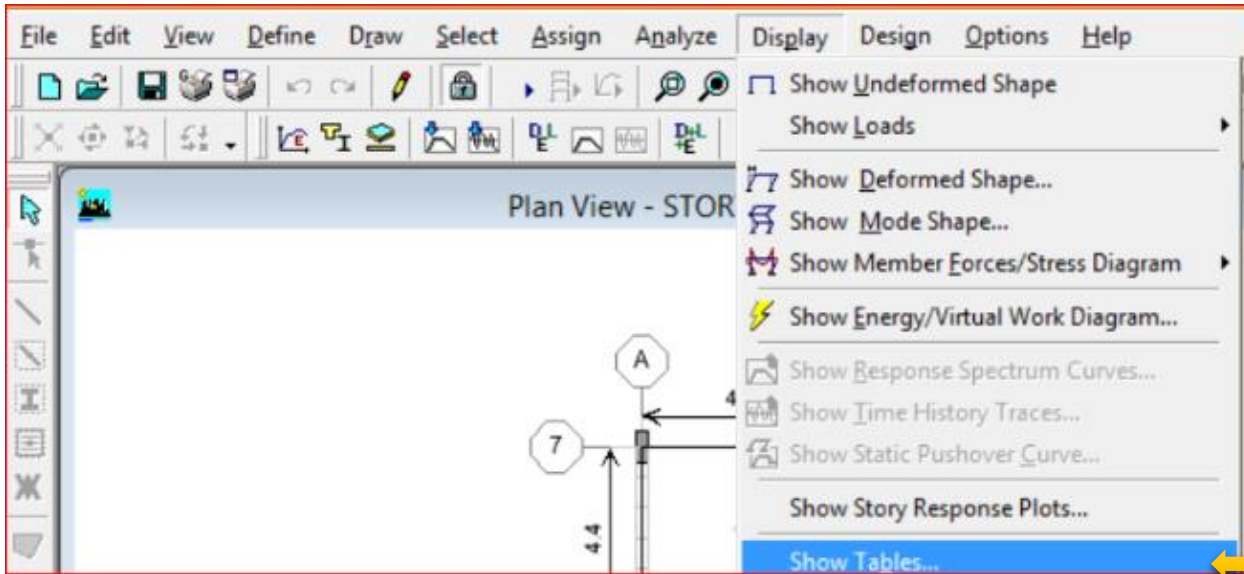 File Edit View Define Draw Select Assign Analyze Display Design Options Help
Show Undeformed Shape
Show Loads
Show Deformed Shape...
Show Mode Shape...
Show Member Forces/Stress Diagram
Show Energy/Virtual Work Diagram...
Show Response Spectrum Curves...
Show Time History Traces...
Show Static Pushover Curve...
Show Story Response Plots...
Show Tables...
Plan View - STOR
A
4
7
4.4